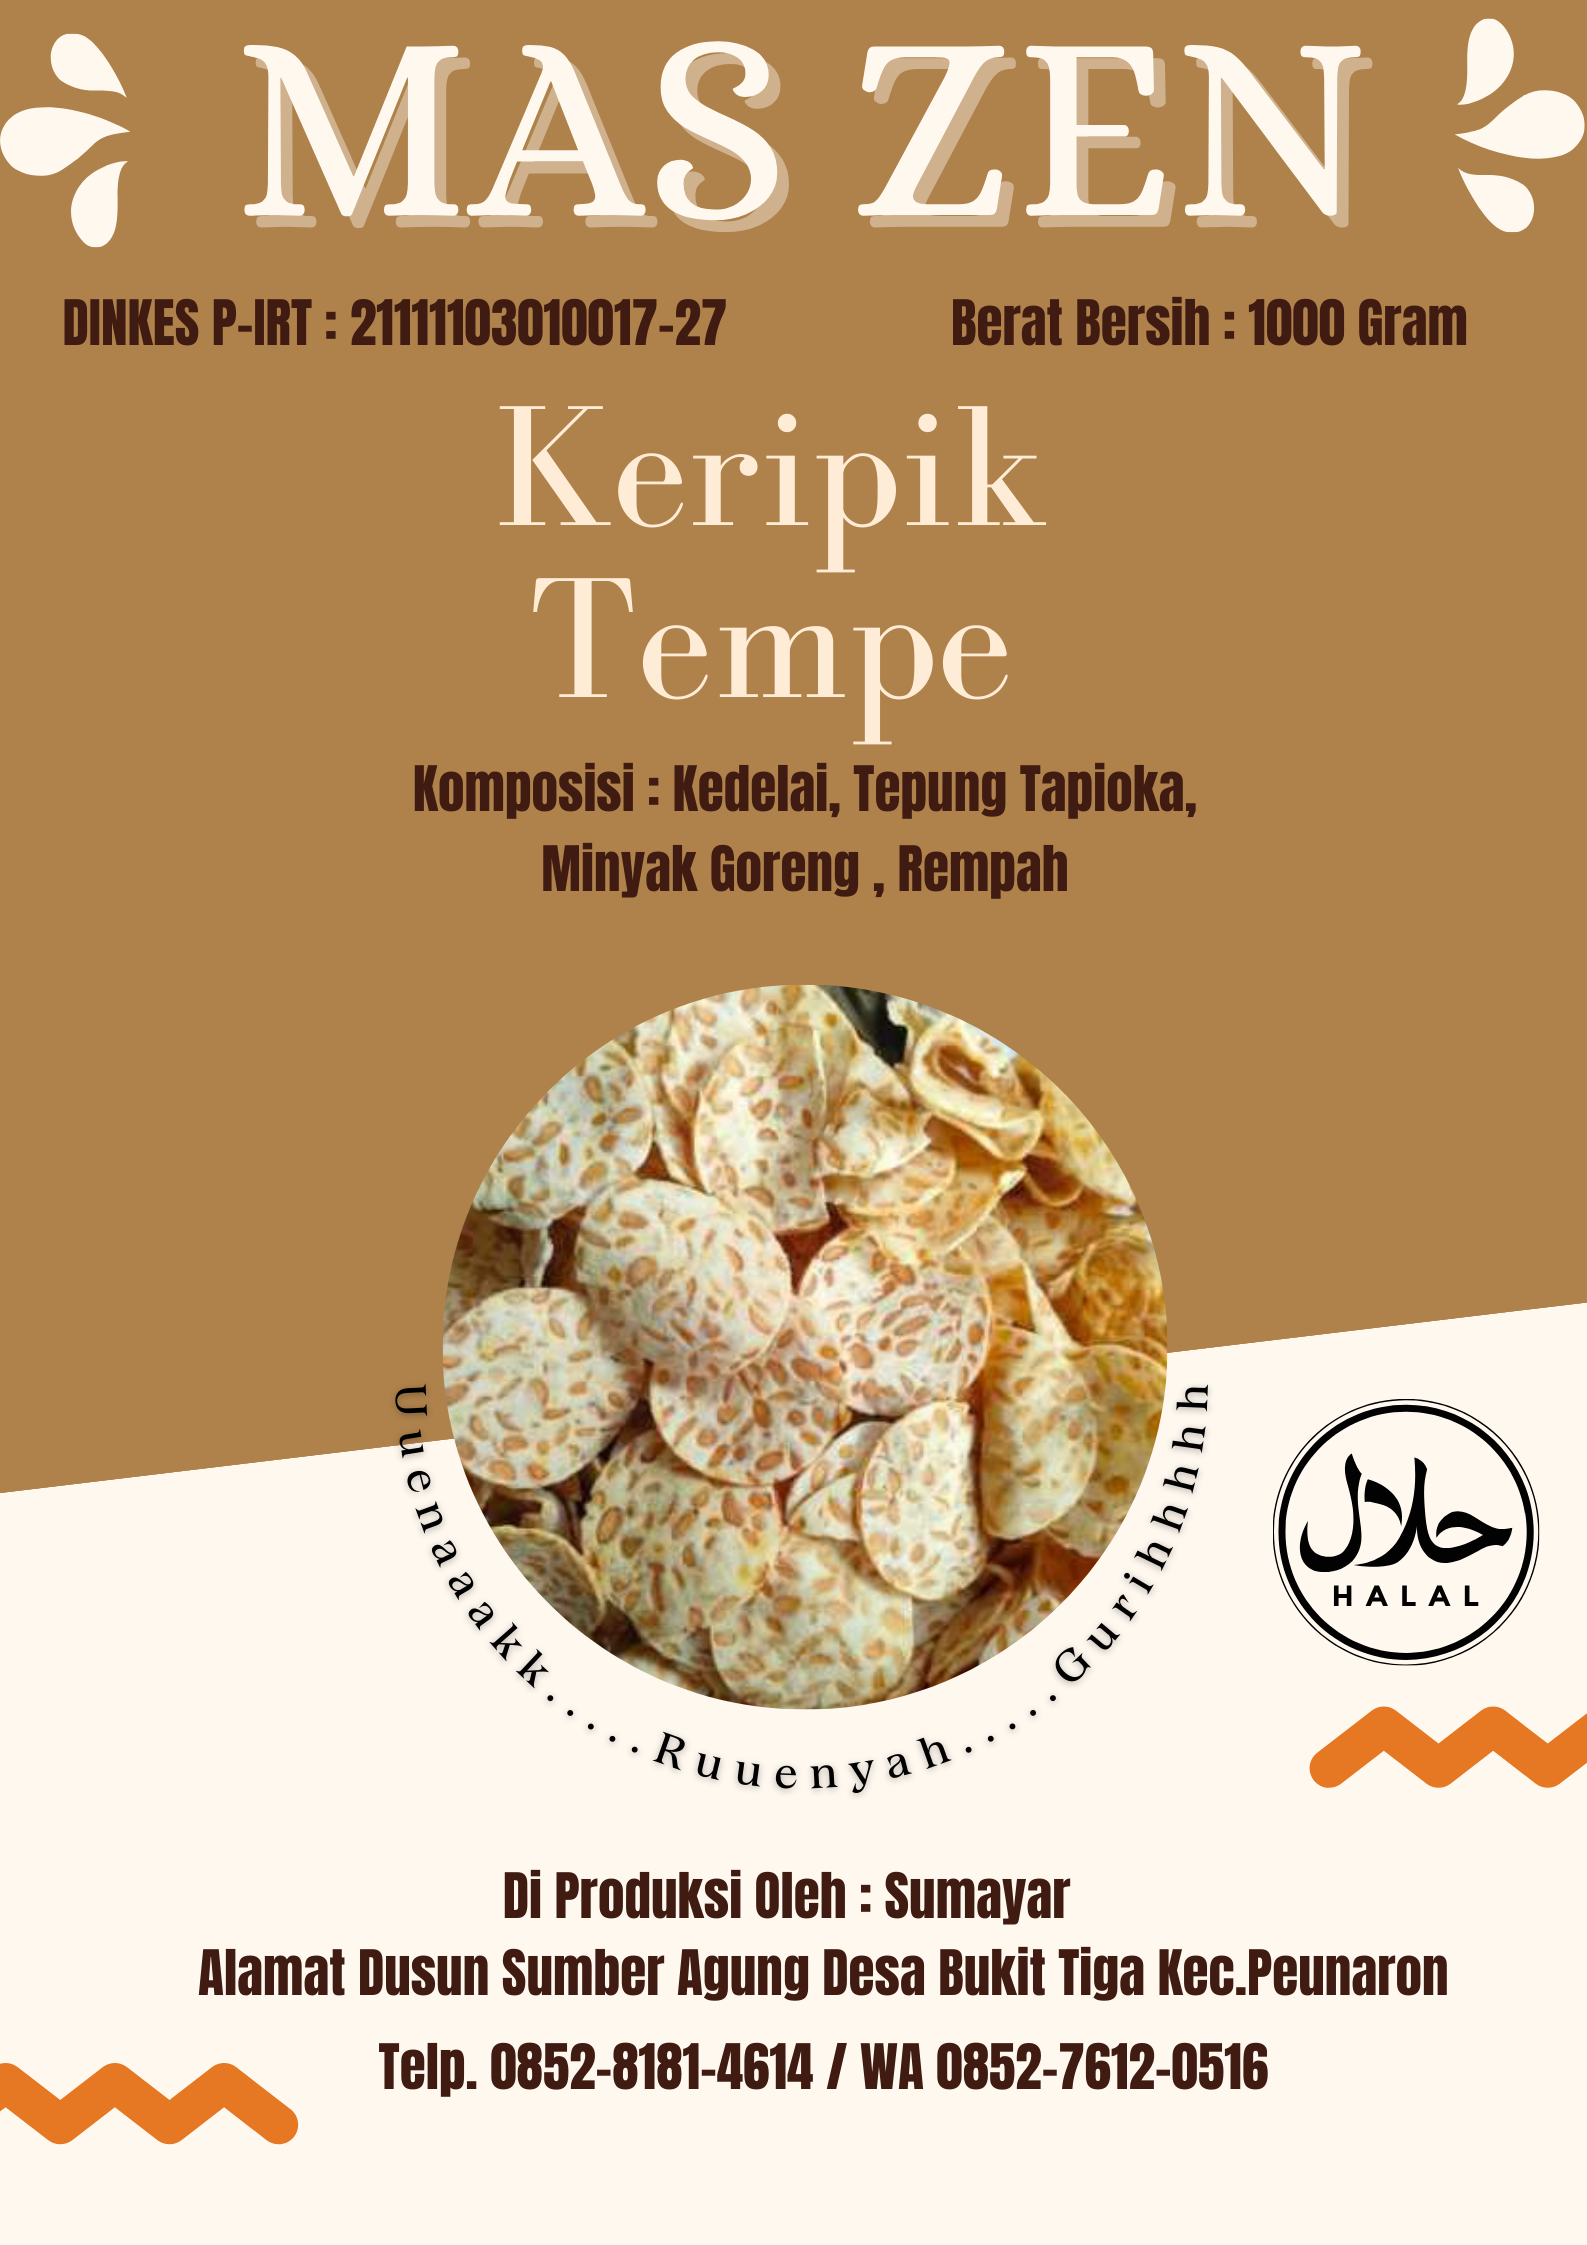 MAS ZEN
DINKES P-IRT : 2111103010017-27
Berat Bersih : 1000 Gram
Keripik
Tempe
Komposisi : Kedelai, Tepung Tapioka,
Minyak Goreng , Rempah
Uuenaaakk.....Ruuenyah.....Gurihhhhh
حلال
HALAL
Di Produksi Oleh : Sumayar
Alamat Dusun Sumber Agung Desa Bukit Tiga Kec.Peunaron
Telp. 0852-8181-4614 / WA 0852-7612-0516